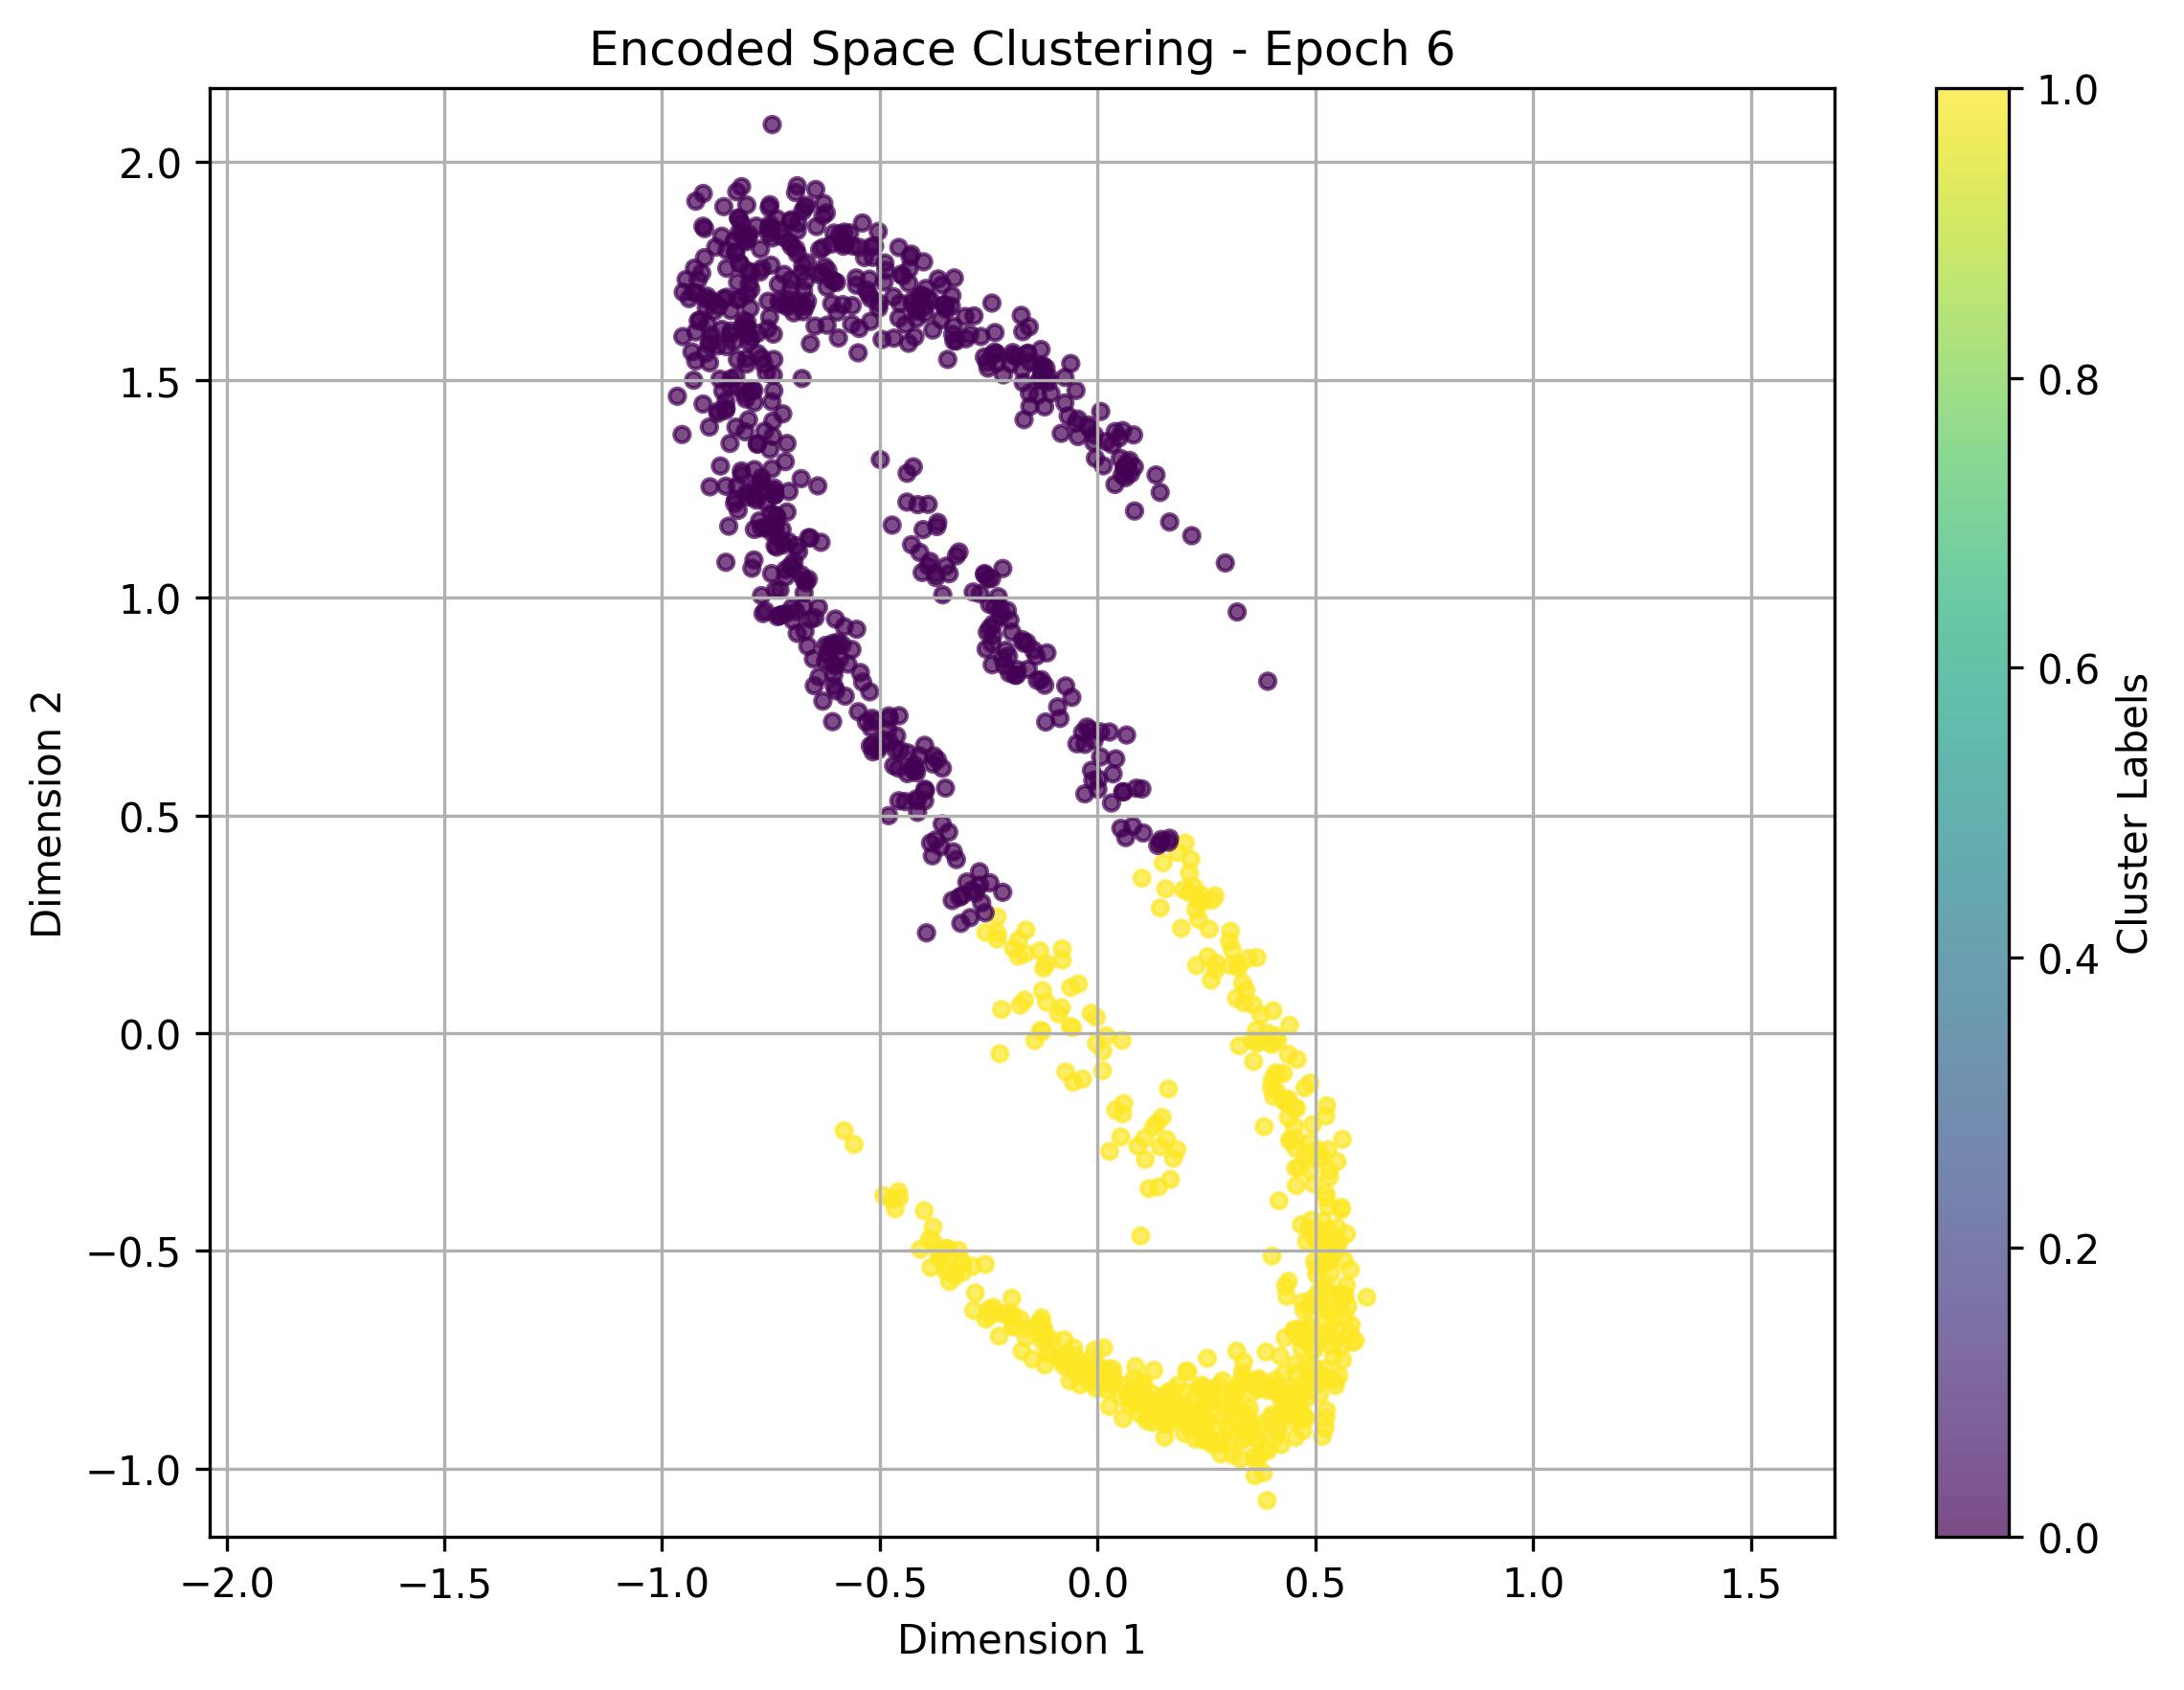 Encoded Space Clustering - Epoch 6
2.0
1.5
1.0
0.5
0.0
−0.5
−1.0
Dimension 2
−2.0 −1.5 −1.0 −0.5 0.0 0.5 1.0 1.5
Dimension 1
1.0
0.8
0.6
0.4
0.2
0.0
Cluster Labels